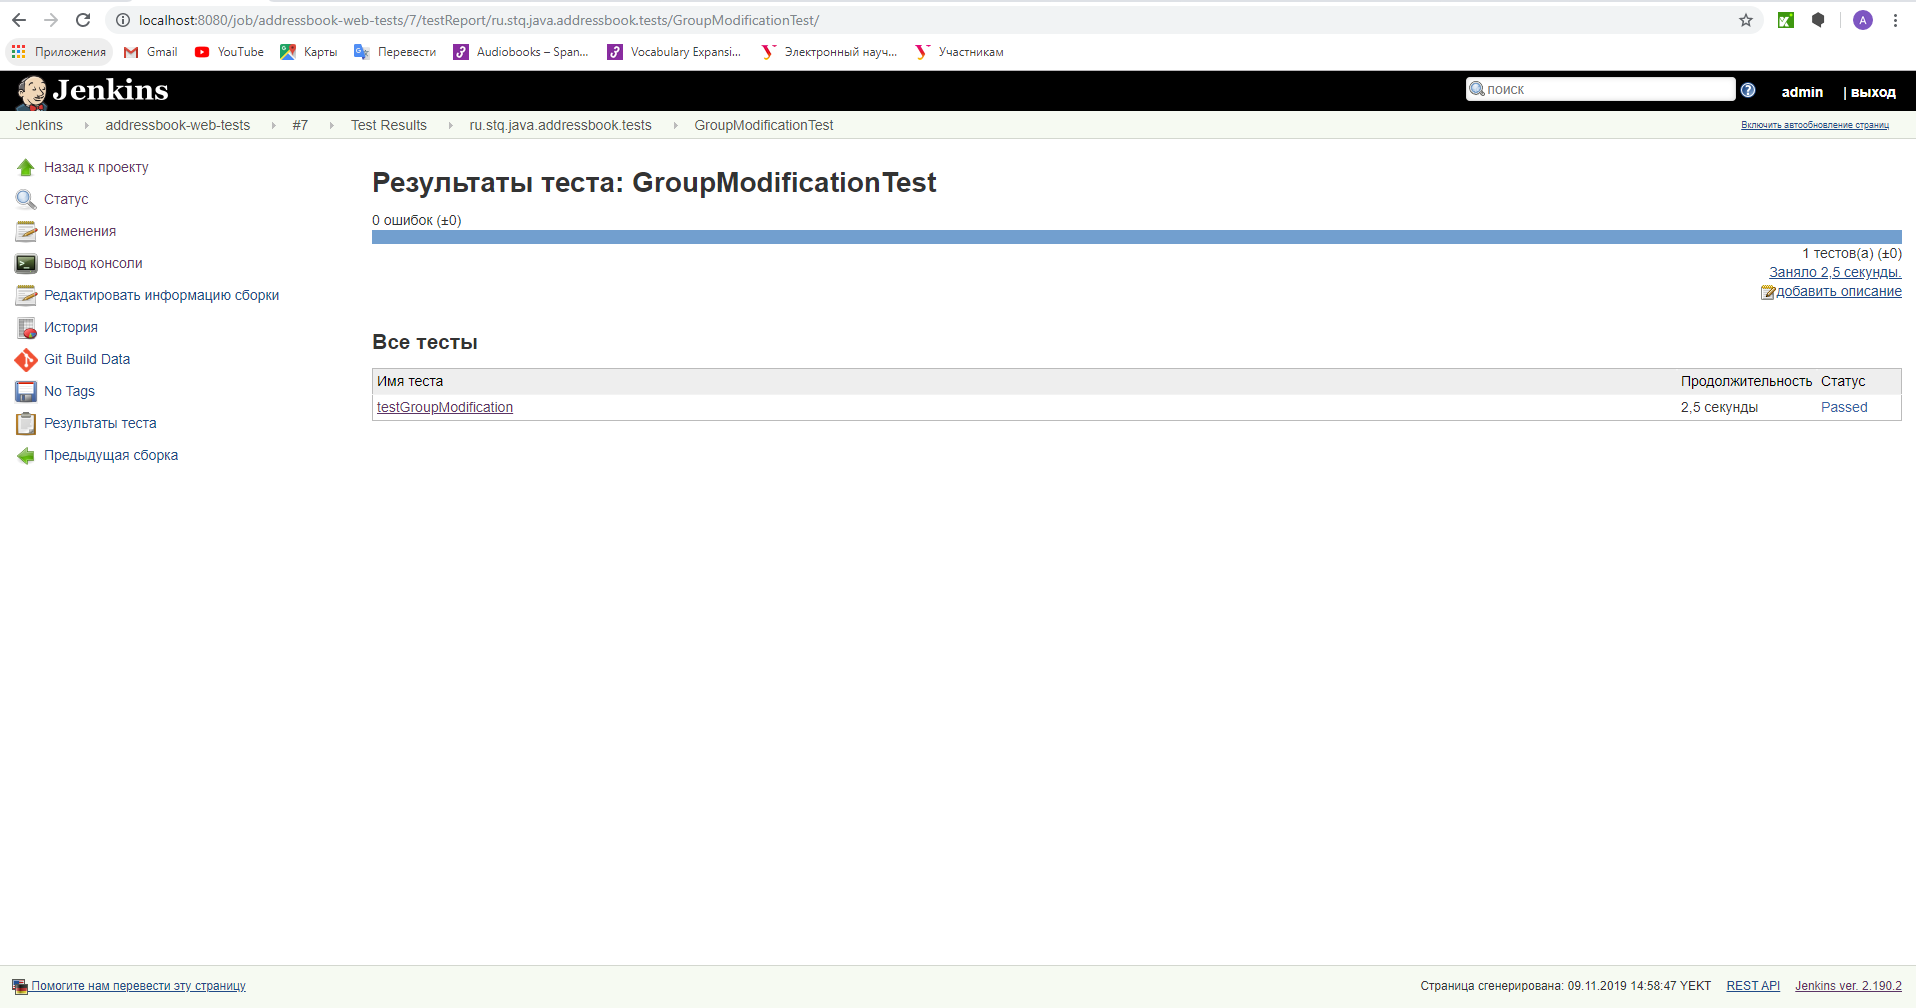 localhost:8080/job/addressbook-web-tests/7/testReport/ru.stq.java.addressbook.tests/GroupModificationTest/
A
Приложения Gmail YouTube Карты Перевести Audiobooks – Span... Vocabulary Expansi... Электронный науч... Участникам
Jenkins поиск admin | выход
Jenkins addressbook-web-tests #7 Test Results ru.stq.java.addressbook.tests GroupModificationTest Включить автообновление страниц
Назад к проекту
Статус
Изменения
Вывод консоли
Редактировать информацию сборки
История
Git Build Data
No Tags
Результаты теста
Предыдущая сборка
Результаты теста: GroupModificationTest
0 ошибок (±0)
1 тестов(а) (±0)
Заняло 2,5 секунды.
добавить описание
Все тесты
Имя теста Продолжительность Статус
testGroupModification 2,5 секунды Passed
Помогите нам перевести эту страницу Страница сгенерирована: 09.11.2019 14:58:47 YEKT REST API Jenkins ver. 2.190.2